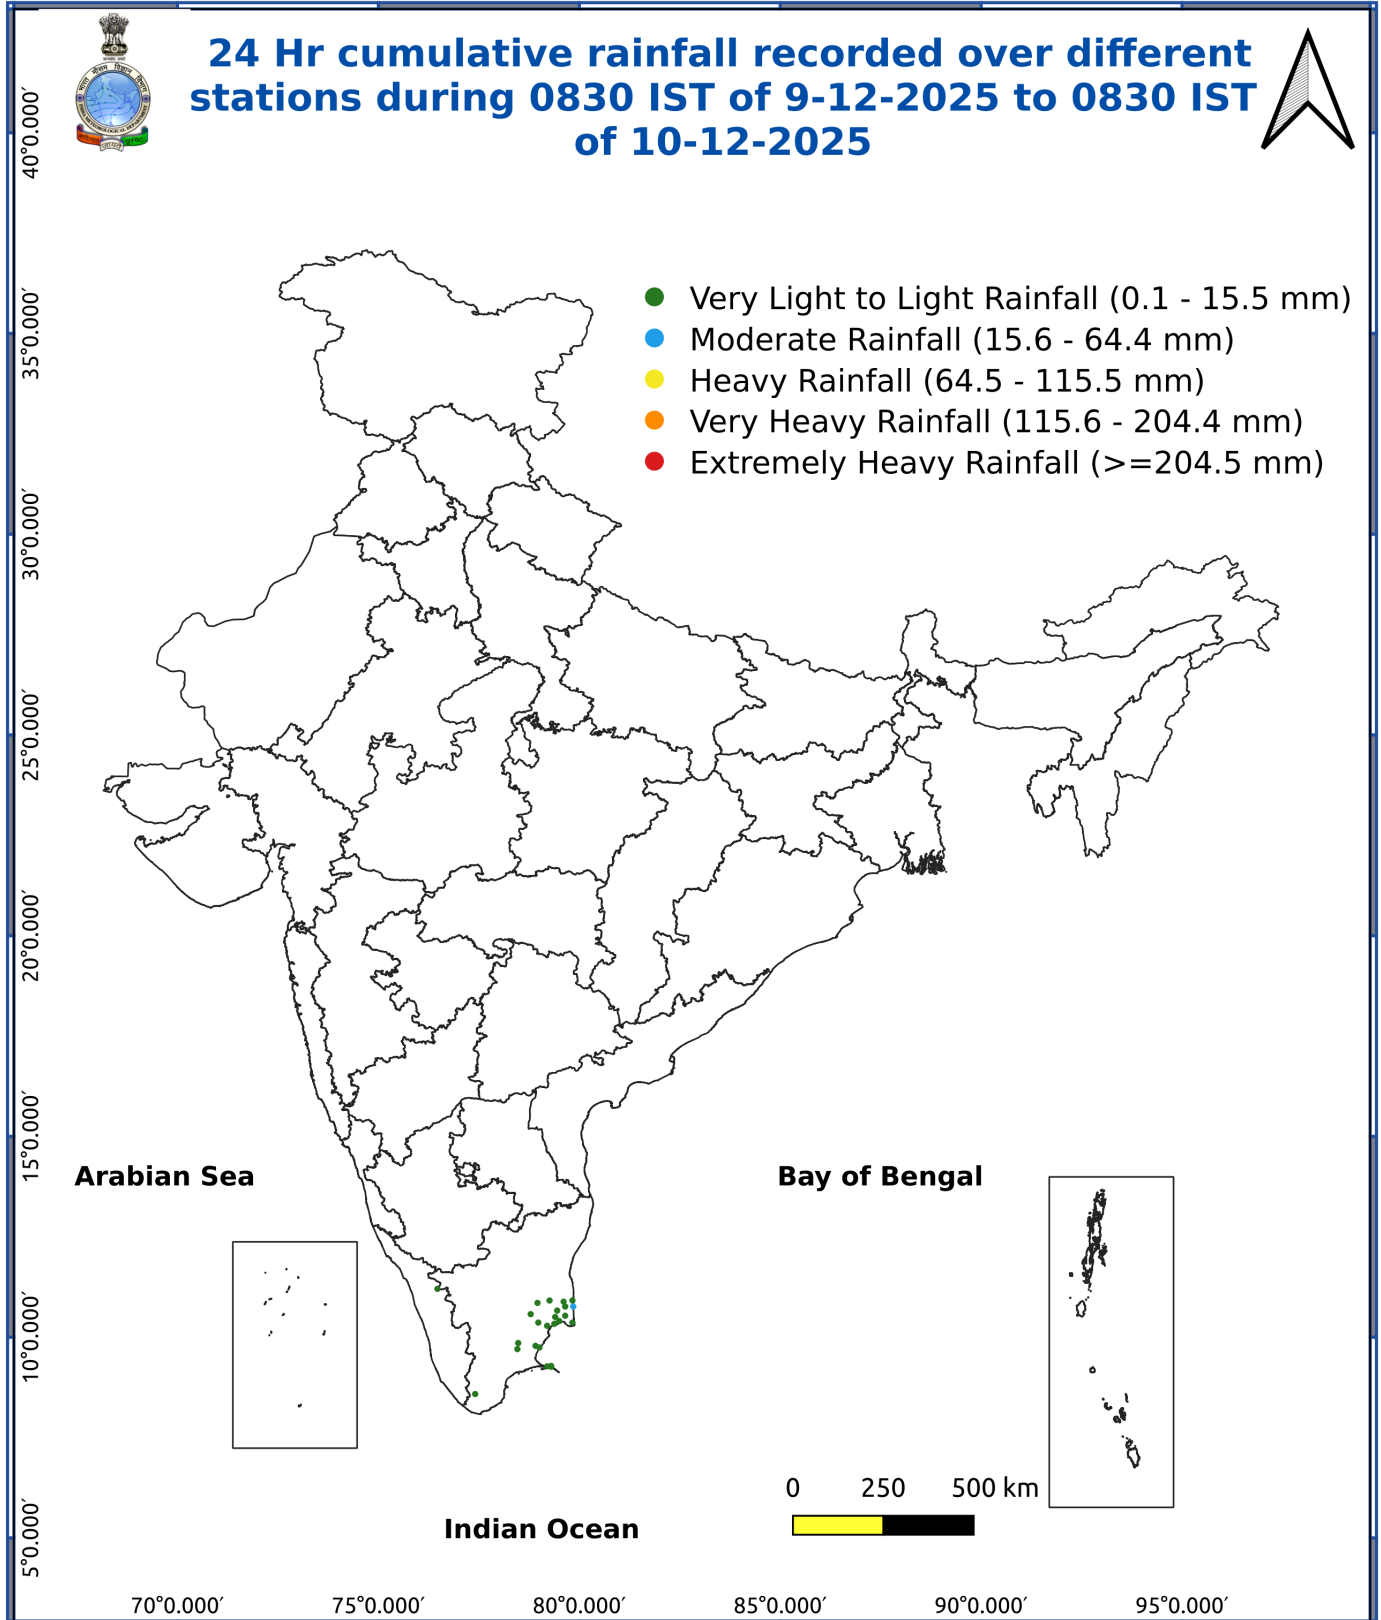 24 Hr cumulative rainfall recorded over different
stations during 0830 IST of 9-12-2025 to 0830 IST
of 10-12-2025
Very Light to Light Rainfall (0.1 - 15.5 mm)
Moderate Rainfall (15.6 - 64.4 mm)
Heavy Rainfall (64.5 - 115.5 mm)
Very Heavy Rainfall (115.6 - 204.4 mm)
Extremely Heavy Rainfall (>=204.5 mm)
40°0.000′
35°0.000′
30°0.000′
25°0.000′
20°0.000′
15°0.000′
10°0.000′
5°0.000′
Arabian Sea
Bay of Bengal
Indian Ocean
0 250 500 km
70°0.000′ 75°0.000′ 80°0.000′ 85°0.000′ 90°0.000′ 95°0.000′